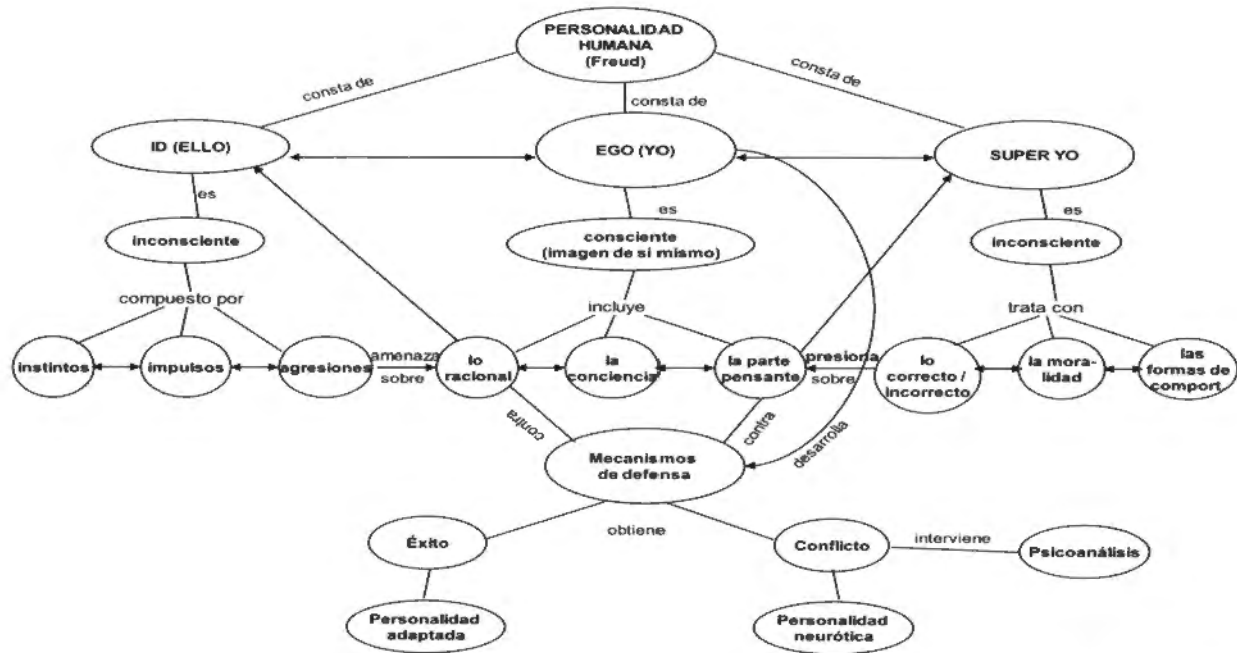 PERSONALIDAD
HUMANA
(Freud)
consta de
consta de
consta de
ID (ELLO)
EGO (YO)
SUPER YO
es
es
es
inconsciente
consciente
(imagen de sí mismo)
inconsciente
compuesto por
incluye
trata con
instintos
impulsos
agresiones
amenaza
sobre
lo
racional
la
conciencia
la parte
pensante
presiona
sobre
lo
correcto /
incorrecto
la mora-
lidad
las
formas de
comport.
contra
contra
desarrolla
Mecanismos
de defensa
obtiene
Éxito
Conflicto
interviene
Psicoanálisis
Personalidad
adaptada
Personalidad
neurótica